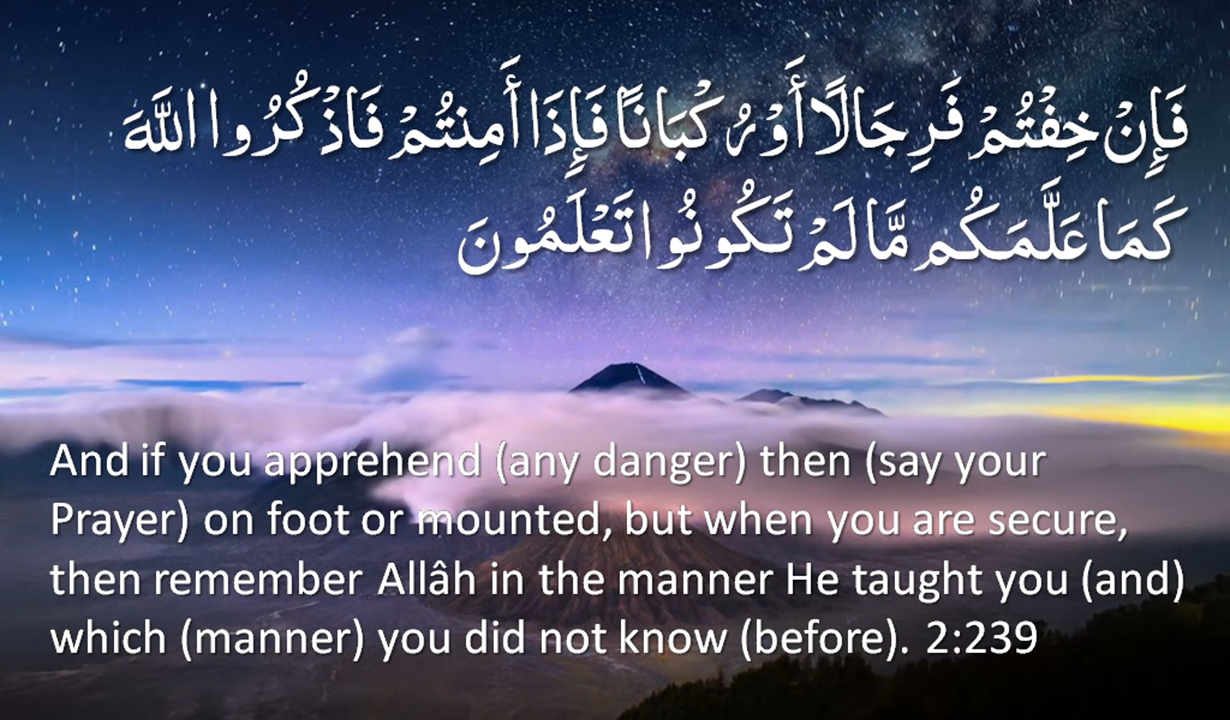 فَإِنْ خِفْتُمْ فَرِجَالًا أَوْ رُكْبَانًا فَإِذَا أَمِنتُمْ فَاذْكُرُوا اللَّهَ
كَمَا عَلَّمَكُم مَّا لَمْ تَكُونُوا تَعْلَمُونَ
And if you apprehend (any danger) then (say your
Prayer) on foot or mounted, but when you are secure,
then remember Allâh in the manner He taught you (and)
which (manner) you did not know (before). 2:239